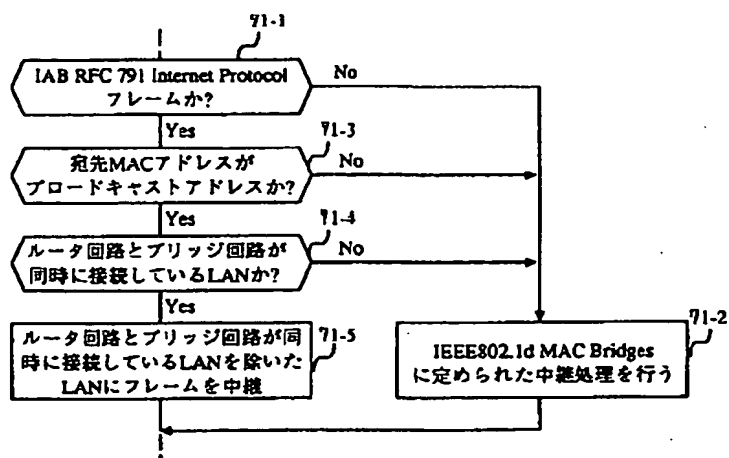 71-1
IAB RFC 791 Internet Protocol
フレームか?
No
Yes
71-3
宛先MACアドレスが
ブロードキャストアドレスか?
No
Yes
71-4
ルータ回路とブリッジ回路が
同時に接続しているLANか?
No
Yes
71-5
ルータ回路とブリッジ回路が同
時に接続しているLANを除いた
LANにフレームを中継
71-2
IEEE802.1d MAC Bridges
に定められた中継処理を行う